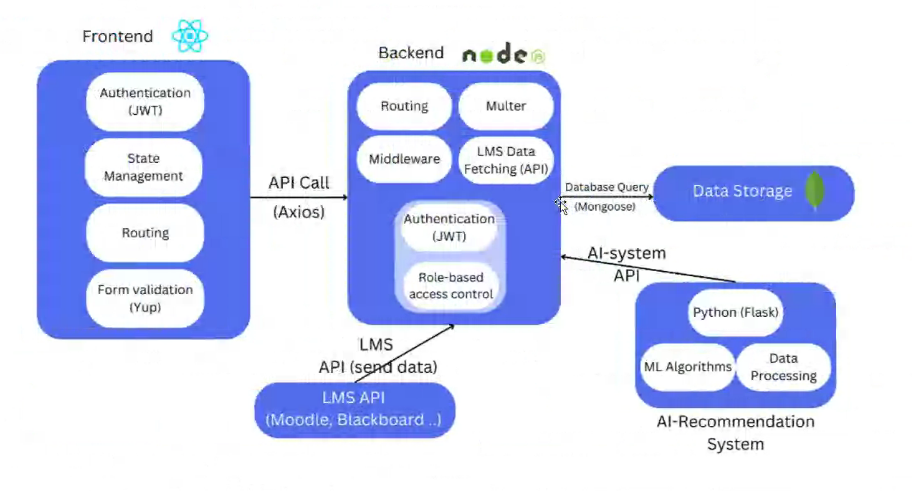 Frontend
Authentication
(JWT)
State
Management
Routing
Form validation
(Yup)
API Call
(Axios)
Backend
node
JS
Routing
Multer
Middleware
LMS Data
Fetching (API)
Authentication
(JWT)
Role-based
access control
Database Query
(Mongoose)
Data Storage
AI-system
API
Python (Flask)
ML Algorithms
Data
Processing
AI-Recommendation
System
LMS
API (send data)
LMS API
(Moodle, Blackboard ..)